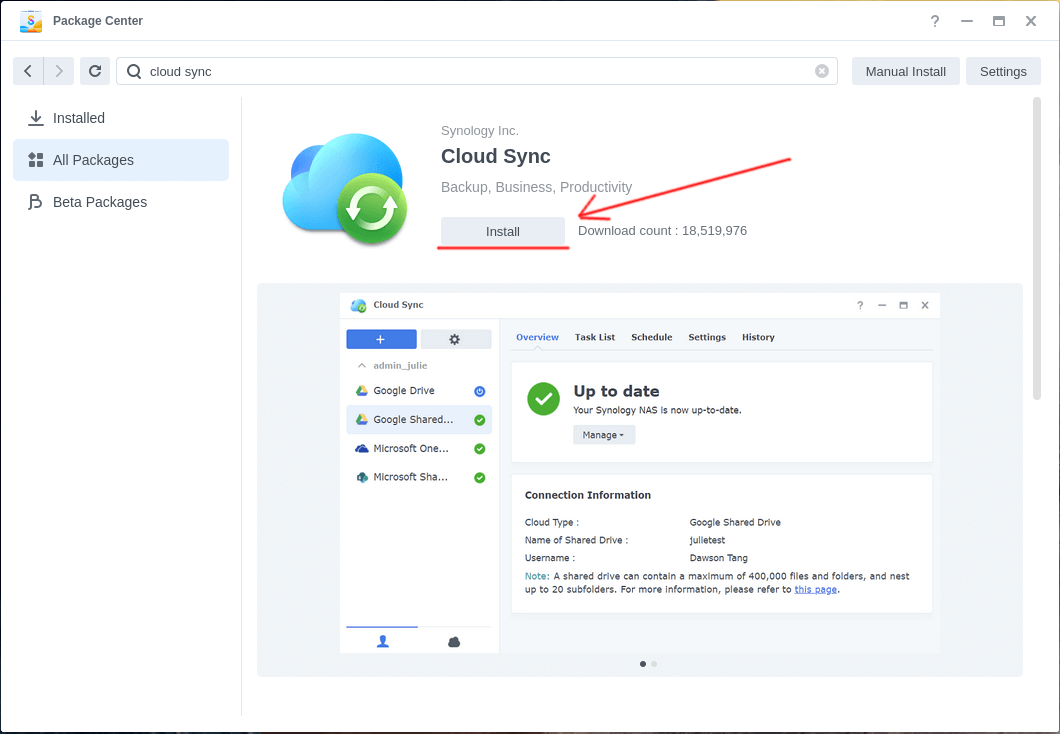 Package Center
?
cloud sync
Manual Install
Settings
Installed
All Packages
Beta Packages
Synology Inc.
Cloud Sync
Backup, Business, Productivity
Install
Download count : 18,519,976
Cloud Sync
?
+
Overview
Task List
Schedule
Settings
History
admin_julie
Google Drive
Google Shared...
Microsoft One...
Microsoft Sha...
Up to date
Your Synology NAS is now up-to-date.
Manage
Connection Information
Cloud Type : Google Shared Drive
Name of Shared Drive : julietest
Username : Dawson Tang
Note: A shared drive can contain a maximum of 400,000 files and folders, and nest
up to 20 subfolders. For more information, please refer to this page.